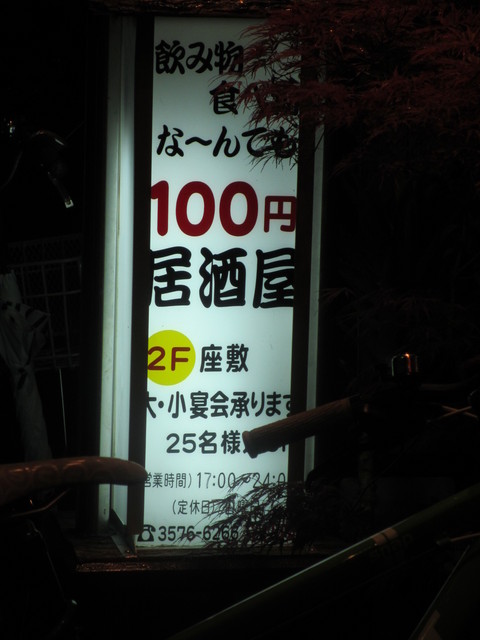 飲み物
食
な〜んでも
100円
居酒屋
2F 座敷
大・小宴会承ります
25名様
営業時間) 17:00〜24:0
(定休日)
☎3576-6266